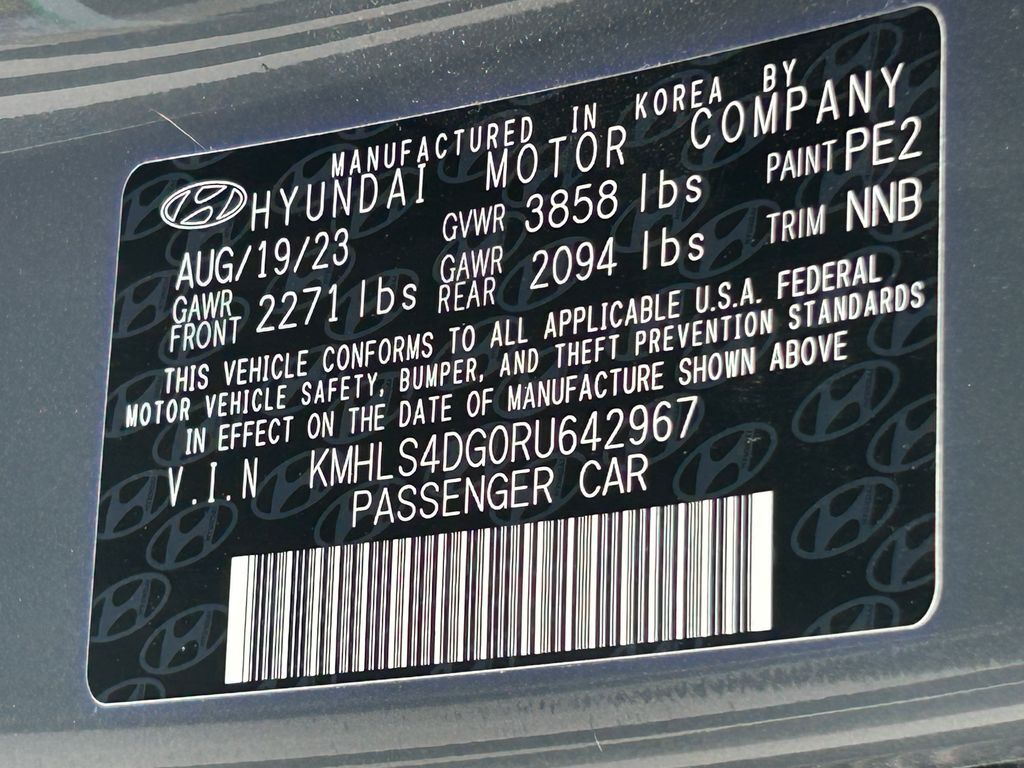 MANUFACTURED IN KOREA BY
HYUNDAI MOTOR COMPANY
AUG/19/23 GVWR 3858 lbs PAINT PE2
GAWR FRONT 2271 lbs GAWR REAR 2094 lbs TRIM NNB
THIS VEHICLE CONFORMS TO ALL APPLICABLE U.S.A. FEDERAL
MOTOR VEHICLE SAFETY, BUMPER, AND THEFT PREVENTION STANDARDS
IN EFFECT ON THE DATE OF MANUFACTURE SHOWN ABOVE
V.I.N KMHLS4DG0RU642967
PASSENGER CAR